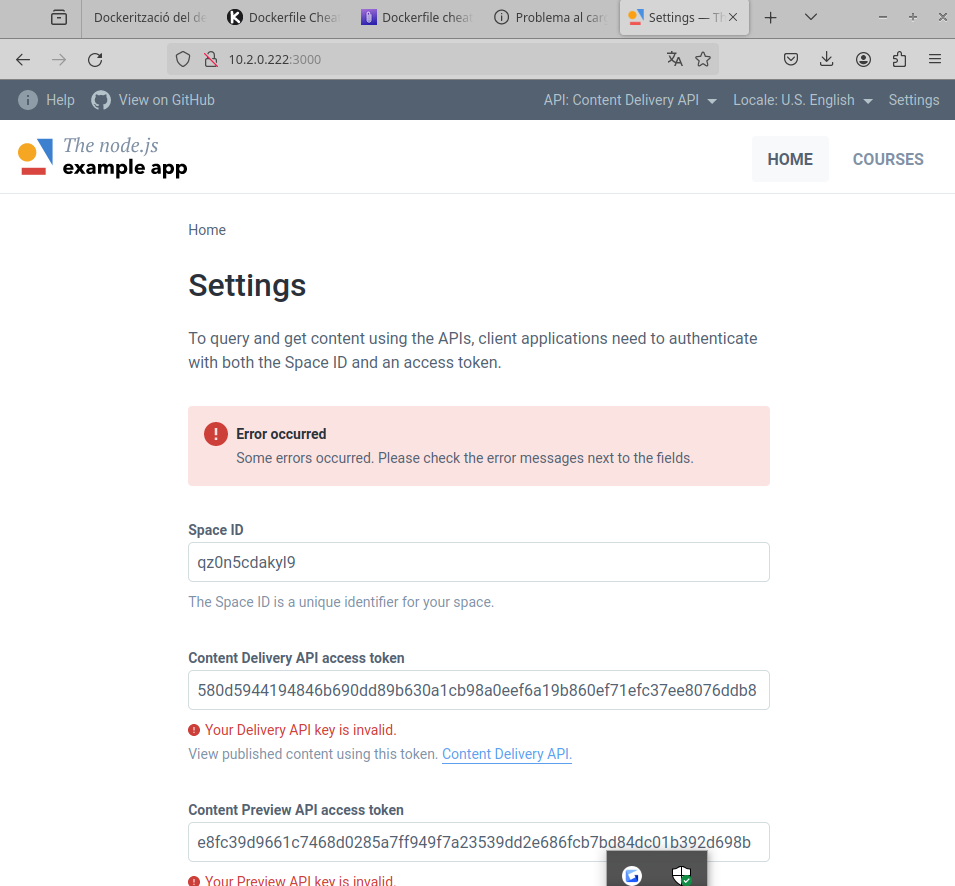 Dockerització del de
Dockerfile Chea
Dockerfile chea
Problema al car
Settings — Th
10.2.0.222:3000
Help
View on GitHub
API: Content Delivery API
Locale: U.S. English
Settings
The node.js
example app
HOME
COURSES
Home
Settings
To query and get content using the APIs, client applications need to authenticate
with both the Space ID and an access token.
Error occurred
Some errors occurred. Please check the error messages next to the fields.
Space ID
qz0n5cdakyl9
The Space ID is a unique identifier for your space.
Content Delivery API access token
580d5944194846b690dd89b630a1cb98a0eef6a19b860ef71efc37ee8076ddb8
Your Delivery API key is invalid.
View published content using this token. Content Delivery API.
Content Preview API access token
e8fc39d9661c7468d0285a7ff949f7a23539dd2e686fcb7bd84dc01b392d698b
Your Preview API key is invalid.